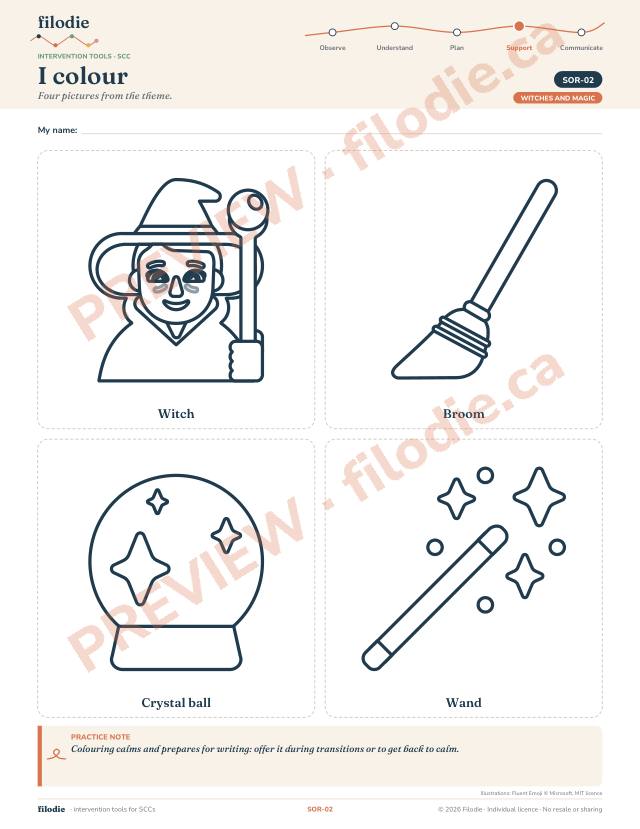 filodie
INTERVENTION TOOLS · SCC
I colour
Four pictures from the theme.
Observe Understand Plan Support Communicate
SOR-02
WITCHES AND MAGIC
My name:
Witch
Broom
Crystal ball
Wand
PREVIEW · filodie.ca
PREVIEW · filodie.ca
PRACTICE NOTE
Colouring calms and prepares for writing: offer it during transitions or to get back to calm.
Illustrations: Fluent Emoji © Microsoft, MIT licence
filodie · intervention tools for SCCs SOR-02 © 2026 Filodie · Individual licence · No resale or sharing